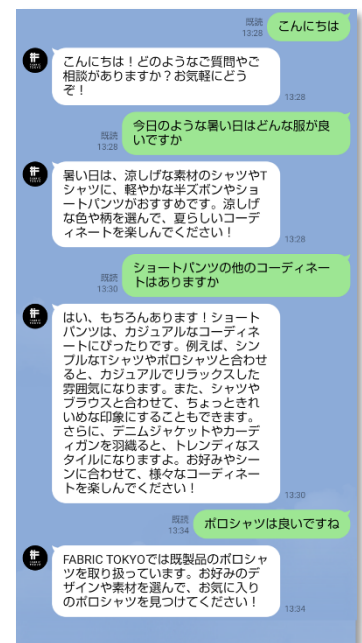 既読
13:28
こんにちは
こんにちは！どのようなご質問やご
相談がありますか？お気軽にどう
ぞ！
13:28
今日のような暑い日はどんな服が良
いですか
既読
13:28
暑い日は、涼しげな素材のシャツやT
シャツに、軽やかな半ズボンやショ
ートパンツがおすすめです。涼しげ
な色や柄を選んで、夏らしいコーデ
ィネートを楽しんでください！
13:28
ショートパンツの他のコーディネー
トはありますか
既読
13:30
はい、もちろんあります！ショート
パンツは、カジュアルなコーディネ
ートにぴったりです。例えば、シン
プルなTシャツやポロシャツと合わせ
ると、カジュアルでリラックスした
雰囲気になります。また、シャツや
ブラウスと合わせて、ちょっときれ
いめな印象にすることもできます。
さらに、デニムジャケットやカーデ
ィガンを羽織ると、トレンディなス
タイルになりますよ。お好みやシー
ンに合わせて、様々なコーディネー
トを楽しんでください！
13:30
既読
13:34
ポロシャツは良いですね
FABRIC TOKYOでは既製品のポロシャ
ツを取り扱っています。お好みのデ
ザインや素材を選んで、お気に入り
のポロシャツを見つけてください！
13:34